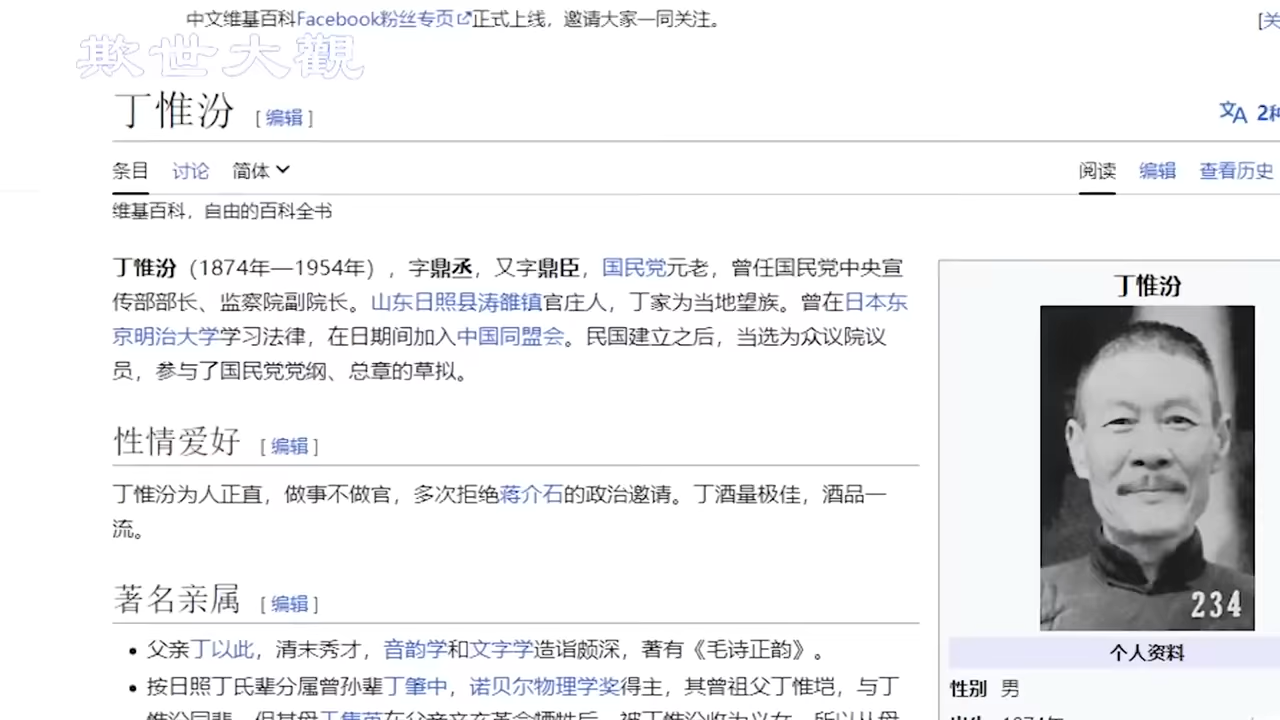 中文维基百科Facebook粉丝专页正式上线，邀请大家一同关注。
[关
欺世大觀
丁惟汾 [编辑]
文A 2种
条目 讨论 简体
阅读 编辑 查看历史
维基百科，自由的百科全书
丁惟汾（1874年—1954年），字鼎丞，又字鼎臣，国民党元老，曾任国民党中央宣
传部部长、监察院副院长。山东日照县涛雒镇官庄人，丁家为当地望族。曾在日本东
京明治大学学习法律，在日期间加入中国同盟会。民国建立之后，当选为众议院议
员，参与了国民党党纲、总章的草拟。
性情爱好 [编辑]
丁惟汾为人正直，做事不做官，多次拒绝蒋介石的政治邀请。丁酒量极佳，酒品一
流。
著名亲属 [编辑]
父亲丁以此，清末秀才，音韵学和文字学造诣颇深，著有《毛诗正韵》。
按日照丁氏辈分属曾孙辈丁肇中，诺贝尔物理学奖得主，其曾祖父丁惟垲，与丁
丁惟汾
234
个人资料
性别 男